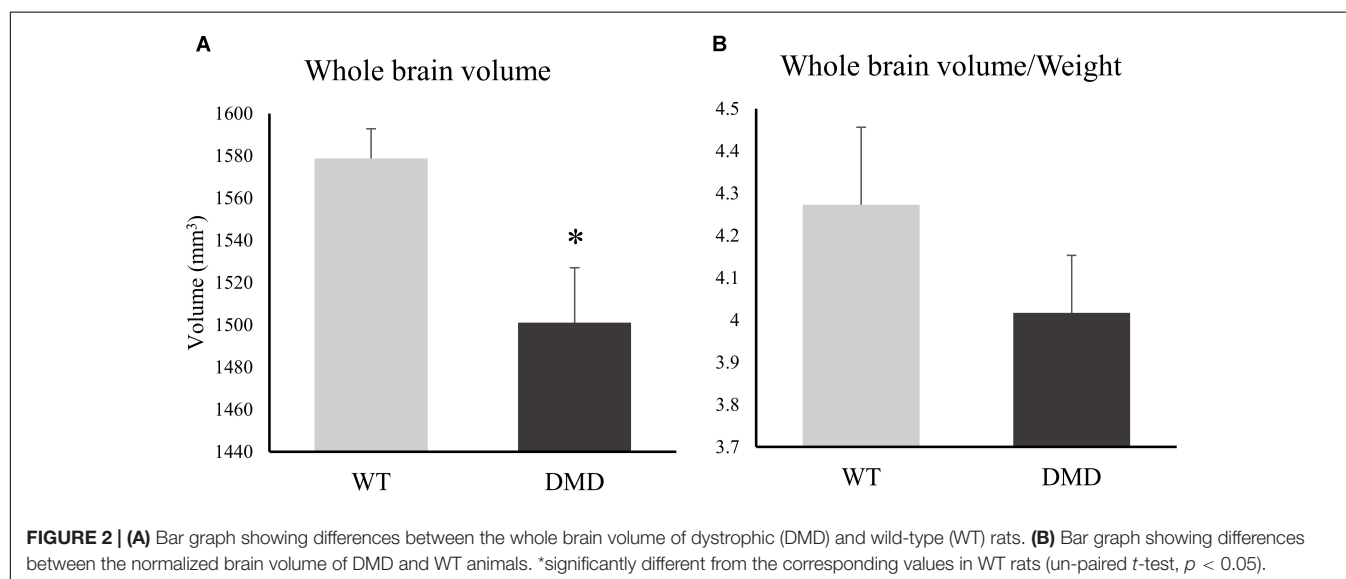 A
Whole brain volume
Volume (mm³)
1600
1580
1560
1540
1520
1500
1480
1460
1440
*
WT
DMD
B
Whole brain volume/Weight
4.5
4.4
4.3
4.2
4.1
4
3.9
3.8
3.7
WT
DMD
FIGURE 2 | (A) Bar graph showing differences between the whole brain volume of dystrophic (DMD) and wild-type (WT) rats. (B) Bar graph showing differences
between the normalized brain volume of DMD and WT animals. *significantly different from the corresponding values in WT rats (un-paired t-test, p < 0.05).